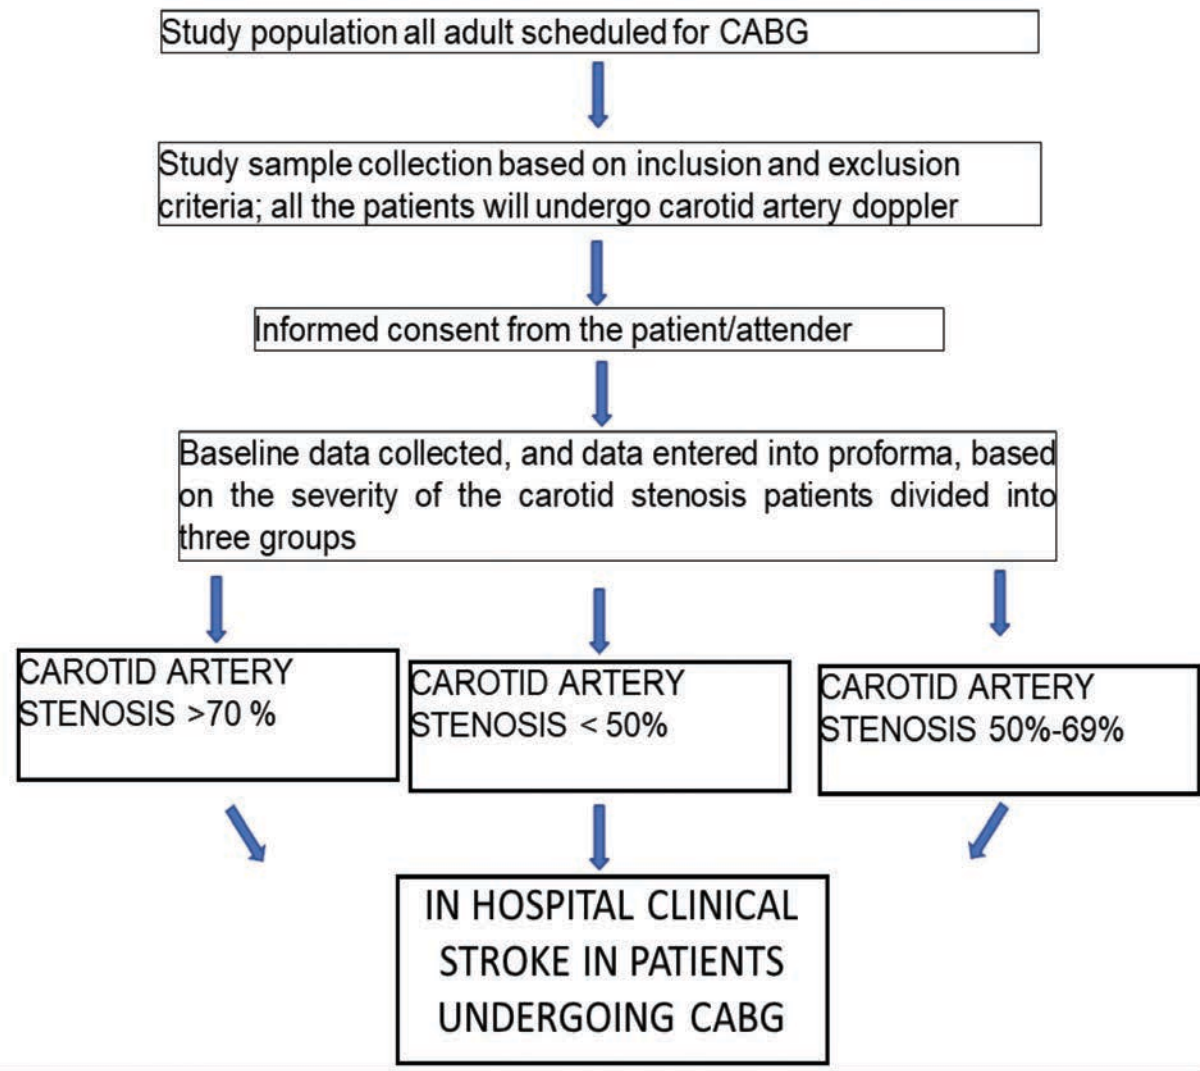 Study population all adult scheduled for CABG
Study sample collection based on inclusion and exclusion
criteria; all the patients will undergo carotid artery doppler
Informed consent from the patient/attender
Baseline data collected, and data entered into proforma, based
on the severity of the carotid stenosis patients divided into
three groups
CAROTID ARTERY
STENOSIS >70 %
CAROTID ARTERY
STENOSIS < 50%
CAROTID ARTERY
STENOSIS 50%-69%
IN HOSPITAL CLINICAL
STROKE IN PATIENTS
UNDERGOING CABG